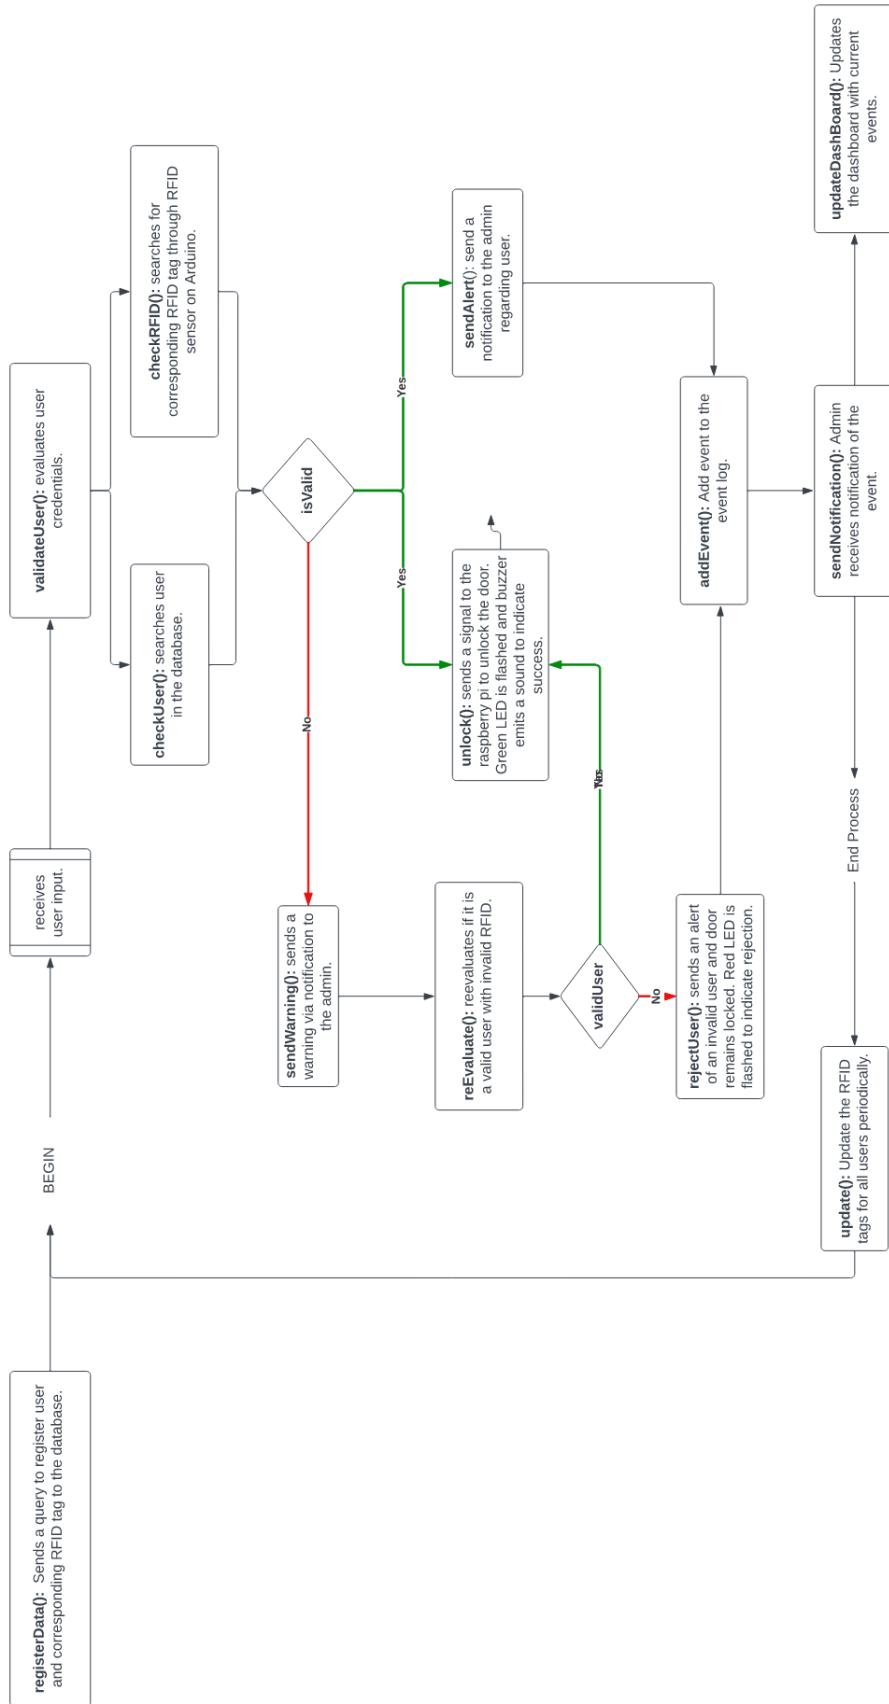 registerData(): Sends a query to register user
and corresponding RFID tag to the database.
BEGIN
receives
user input.
validateUser(): evaluates user
credentials.
checkUser(): searches user
in the database.
checkRFID(): searches for
corresponding RFID tag through RFID
sensor on Arduino.
isValid
No
Yes
Yes
sendWarning(): sends a
warning via notification to
the admin.
reEvaluate(): reevaluates if it is
a valid user with invalid RFID.
validUser
No
unlock(): sends a signal to the
raspberry pi to unlock the door.
Green LED is flashed and buzzer
emits a sound to indicate
success.
sendAlert(): send a
notification to the admin
regarding user.
rejectUser(): sends an alert
of an invalid user and door
remains locked. Red LED is
flashed to indicate rejection.
addEvent(): Add event to the
event log.
update(): Update the RFID
tags for all users periodically.
End Process
sendNotification(): Admin
receives notification of the
event.
updateDashBoard(): Updates
the dashboard with current
events.